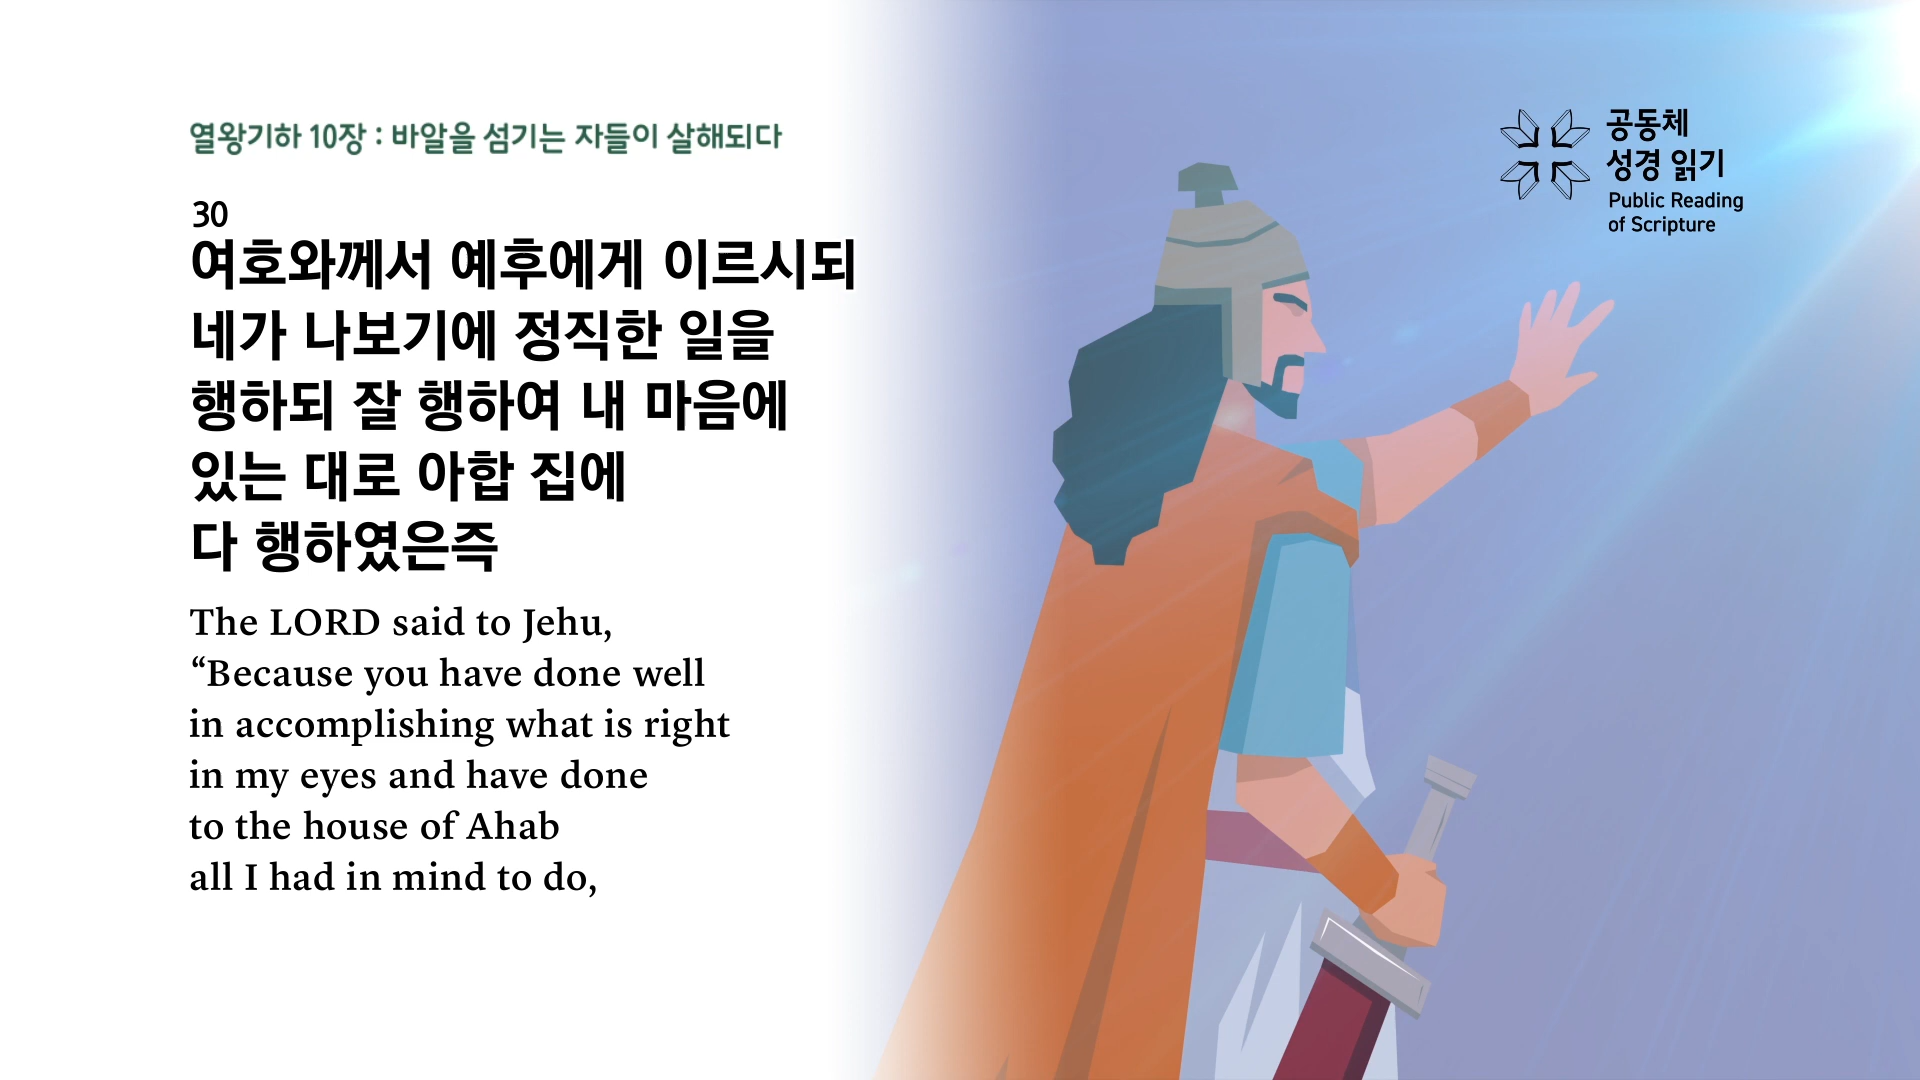 열왕기하 10장 : 바알을 섬기는 자들이 살해되다
30
여호와께서 예후에게 이르시되
네가 나보기에 정직한 일을
행하되 잘 행하여 내 마음에
있는 대로 아합 집에
다 행하였은즉
The LORD said to Jehu,
“Because you have done well
in accomplishing what is right
in my eyes and have done
to the house of Ahab
all I had in mind to do,
공동체
성경 읽기
Public Reading
of Scripture